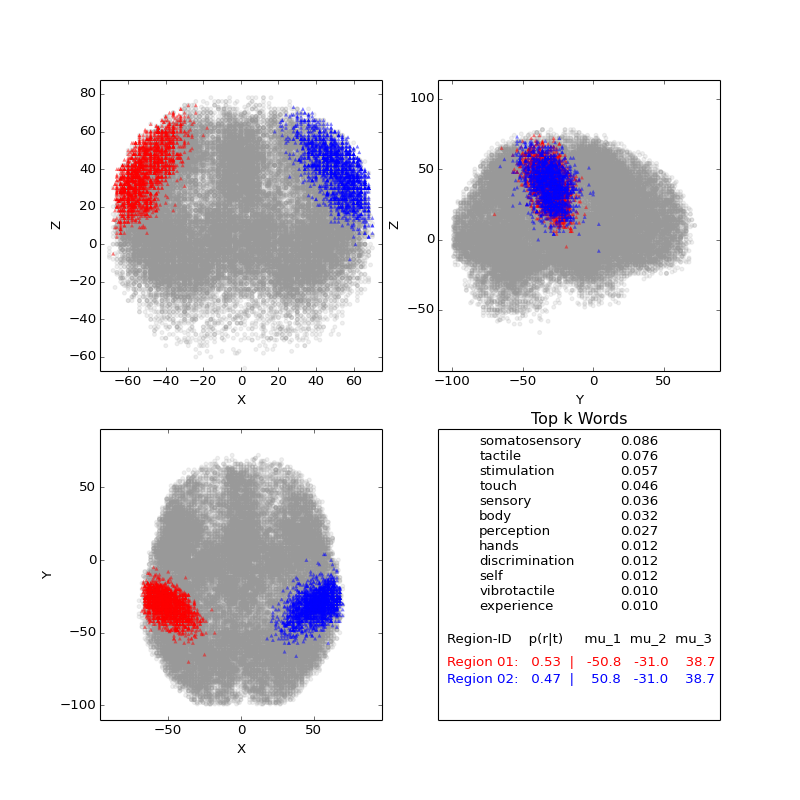 80
60
40
20
0
−20
−40
−60
Z
−60
−40
−20
0
20
40
60
X
100
50
0
−50
Z
−100
−50
0
50
Y
50
0
−50
−100
Y
−50
0
50
X
Top k Words
somatosensory 0.086
tactile 0.076
stimulation 0.057
touch 0.046
sensory 0.036
body 0.032
perception 0.027
hands 0.012
discrimination 0.012
self 0.012
vibrotactile 0.010
experience 0.010
Region-ID p(r|t) mu_1 mu_2 mu_3
Region 01: 0.53 | -50.8 -31.0 38.7
Region 02: 0.47 | 50.8 -31.0 38.7